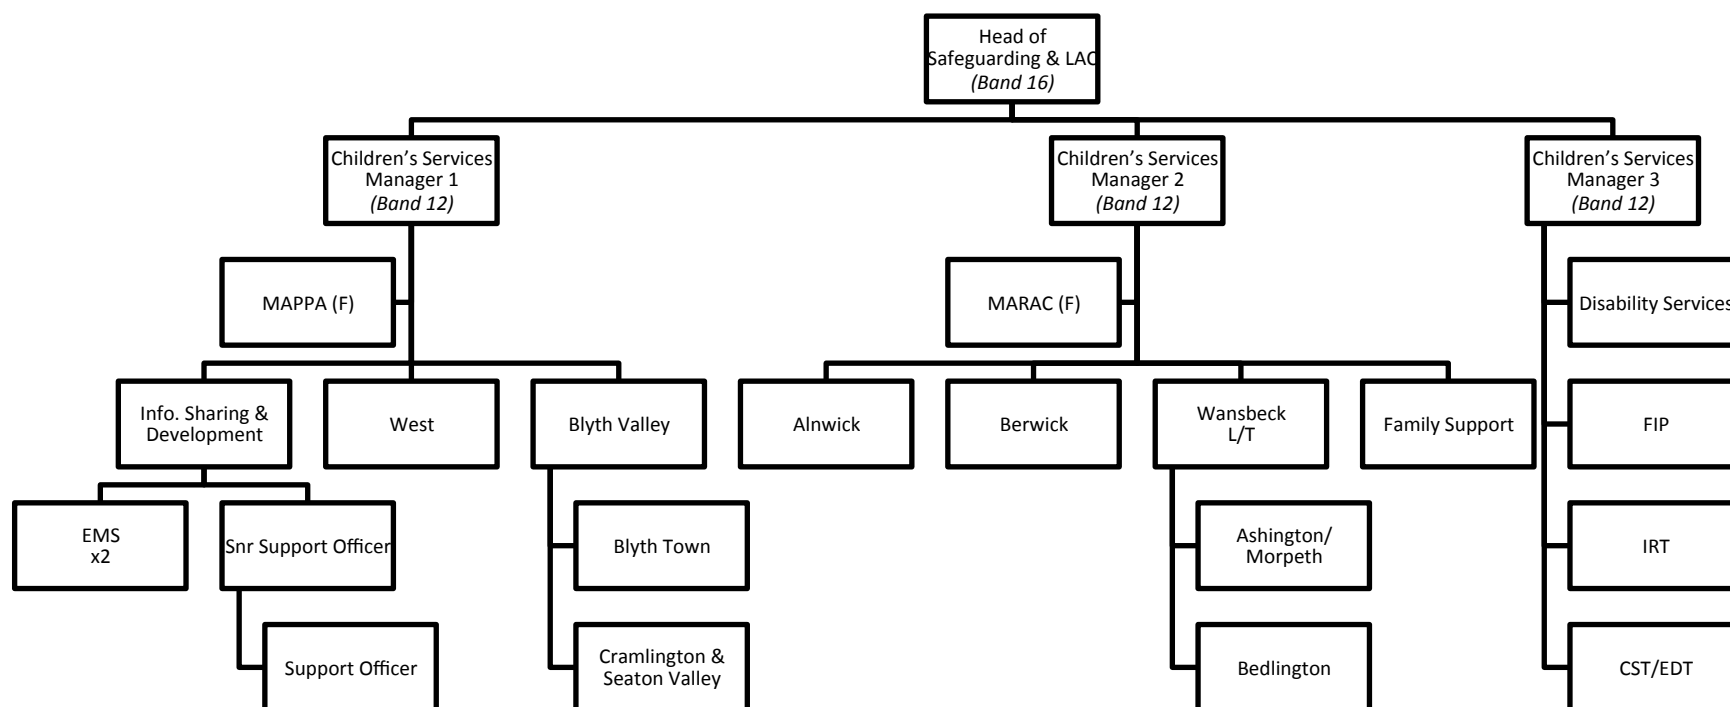 Head of
Safeguarding & LAC
(Band 16)
Children’s Services
Manager 1
(Band 12)
Children’s Services
Manager 2
(Band 12)
Children’s Services
Manager 3
(Band 12)
MAPPA (F)
MARAC (F)
Disability Services
Info. Sharing &
Development
West
Blyth Valley
Alnwick
Berwick
Wansbeck
L/T
Family Support
FIP
EMS
x2
Snr Support Officer
Blyth Town
Ashington/
Morpeth
IRT
Support Officer
Cramlington &
Seaton Valley
Bedlington
CST/EDT